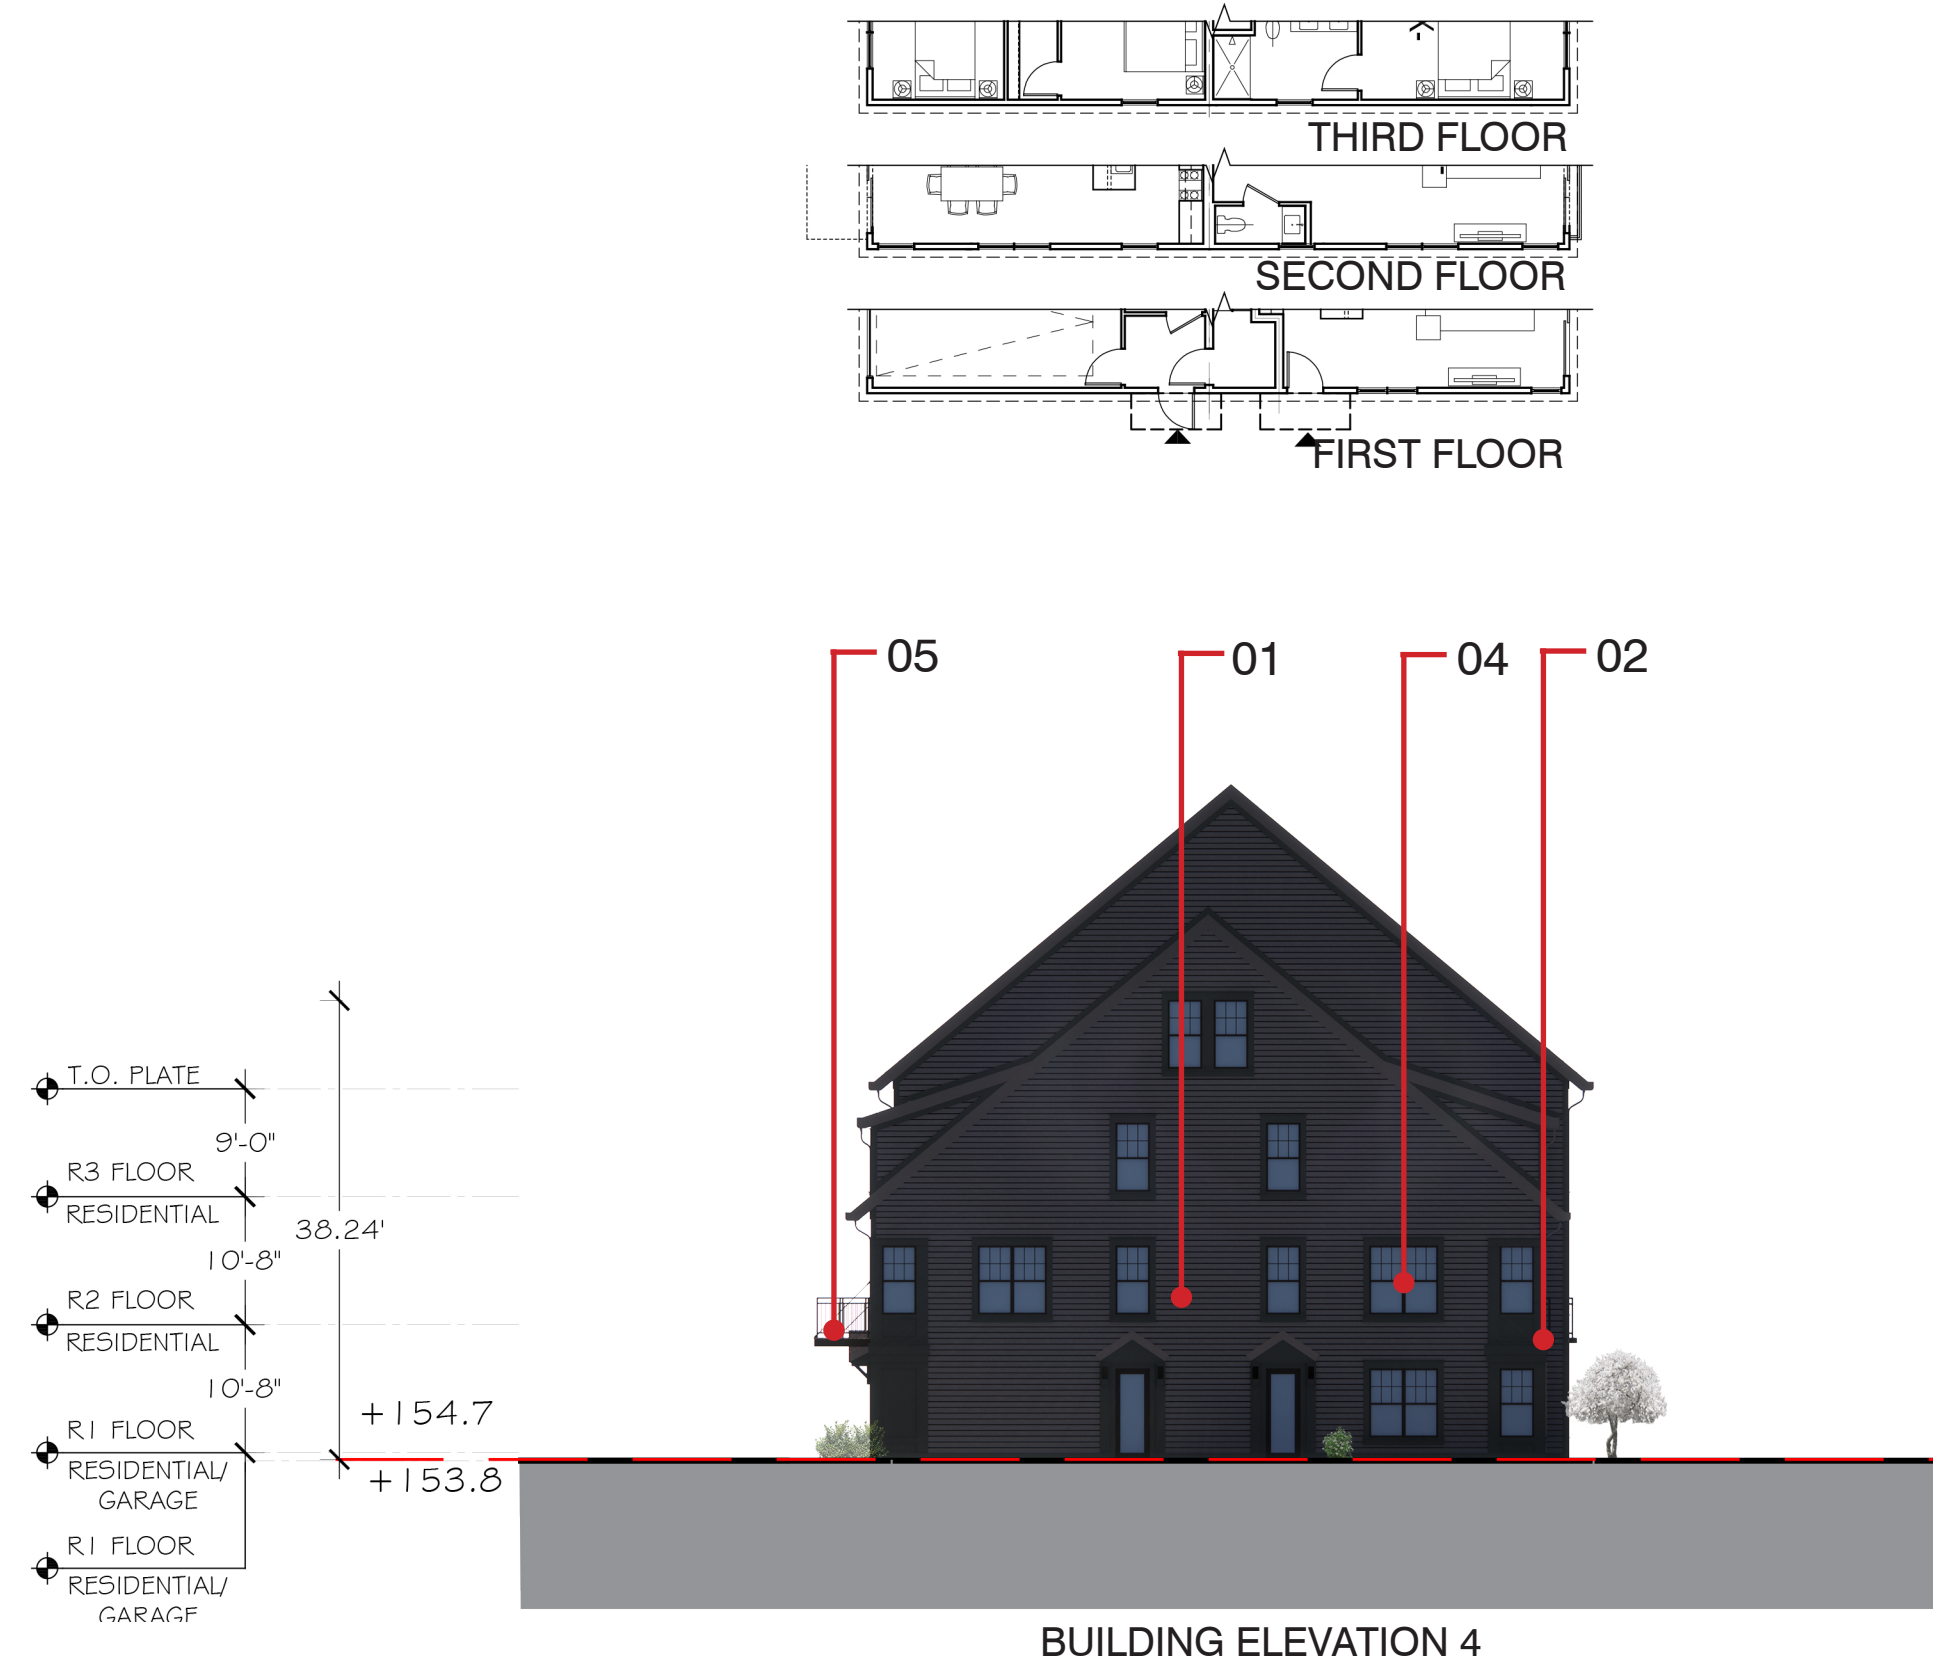 THIRD FLOOR
SECOND FLOOR
FIRST FLOOR
05
01
04
02
T.O. PLATE
9'-0"
R3 FLOOR
RESIDENTIAL
38.24'
10'-8"
R2 FLOOR
RESIDENTIAL
10'-8"
+154.7
R1 FLOOR
RESIDENTIAL/
GARAGE
+153.8
R1 FLOOR
RESIDENTIAL/
GARAGE
BUILDING ELEVATION 4